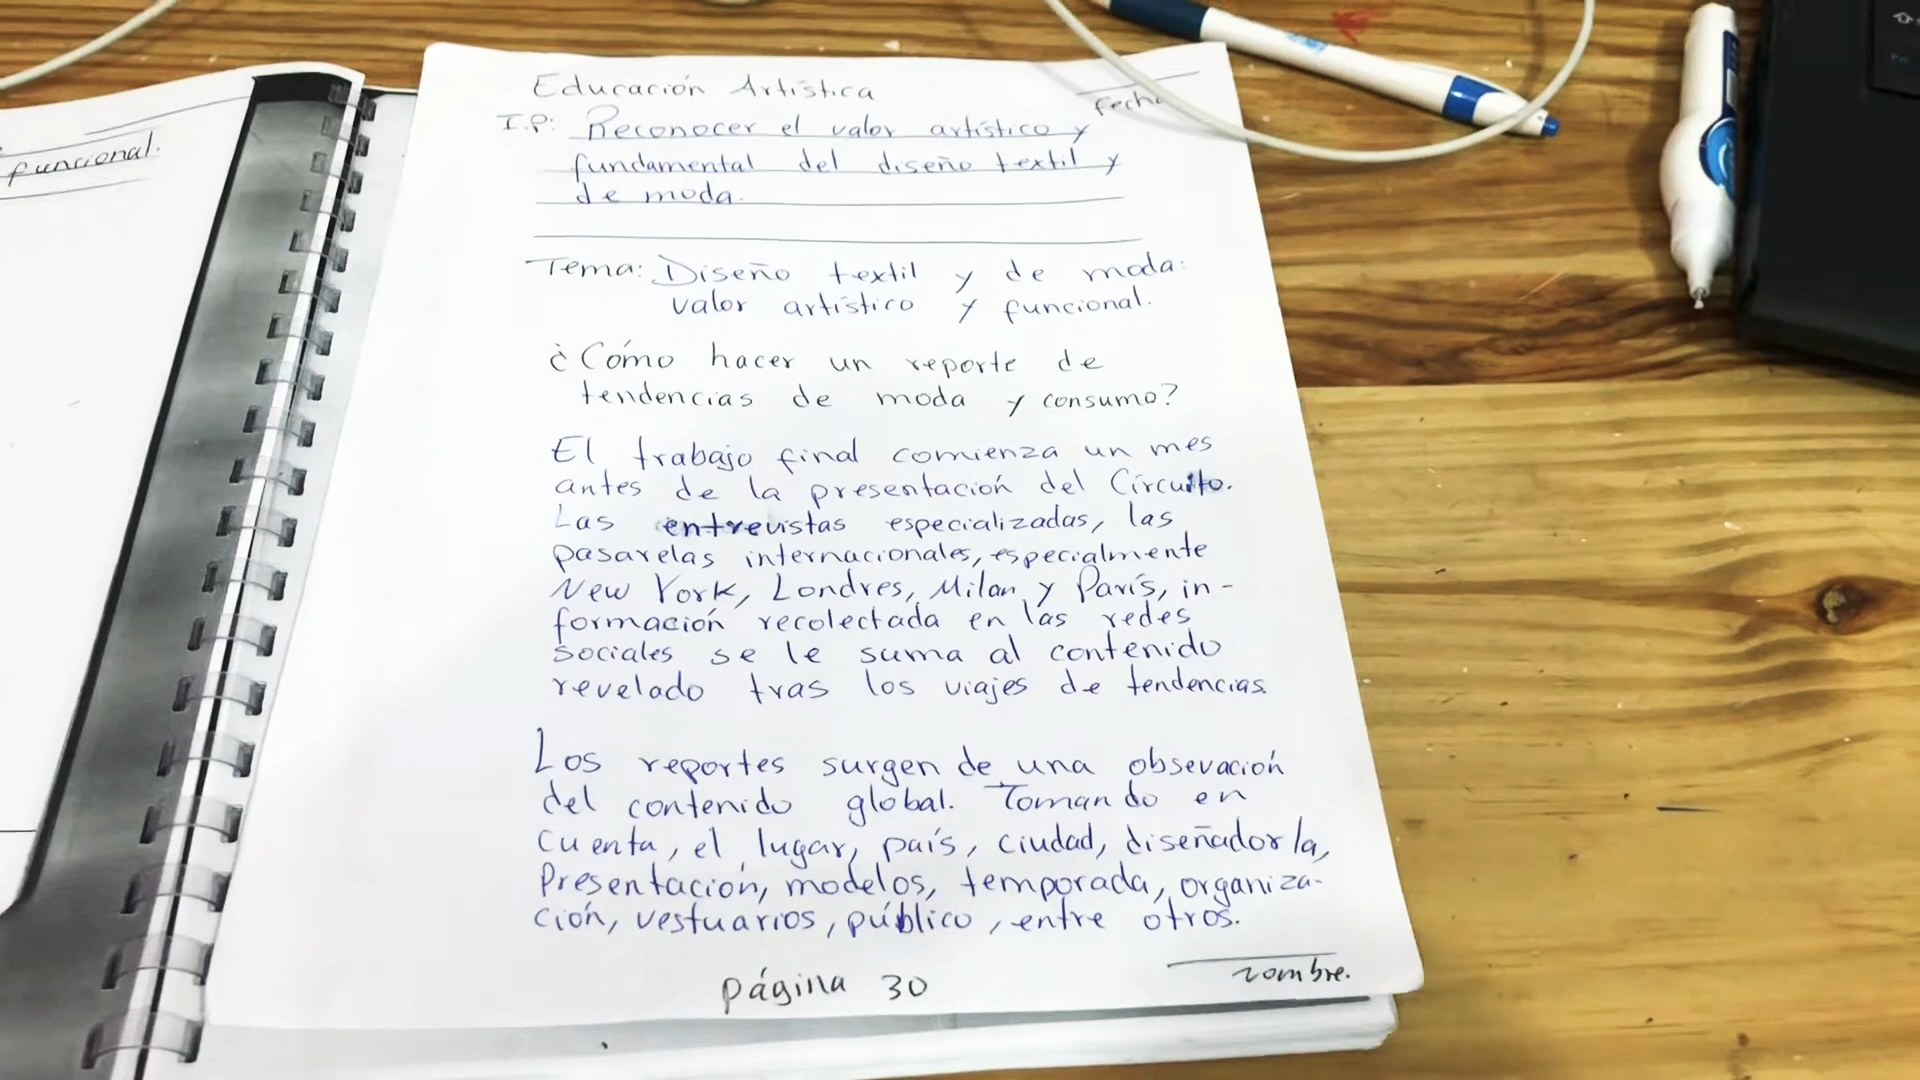 funcional.
Educación Artística
fecha
I.P: Reconocer el valor artístico y
fundamental del diseño textil y
de moda.
Tema: Diseño textil y de moda:
valor artístico y funcional.
¿Cómo hacer un reporte de
tendencias de moda y consumo?
El trabajo final comienza un mes
antes de la presentación del Círcuito.
Las entrevistas especializadas, las
pasarelas internacionales, especialmente
New York, Londres, Milan y París, in-
formación recolectada en las redes
sociales se le suma al contenido
revelado tras los viajes de tendencias.
Los reportes surgen de una obsevación
del contenido global. Tomando en
cuenta, el lugar, país, ciudad, diseñador/a,
Presentación, modelos, temporada, organiza-
ción, vestuarios, público, entre otros.
página 30
nombre.